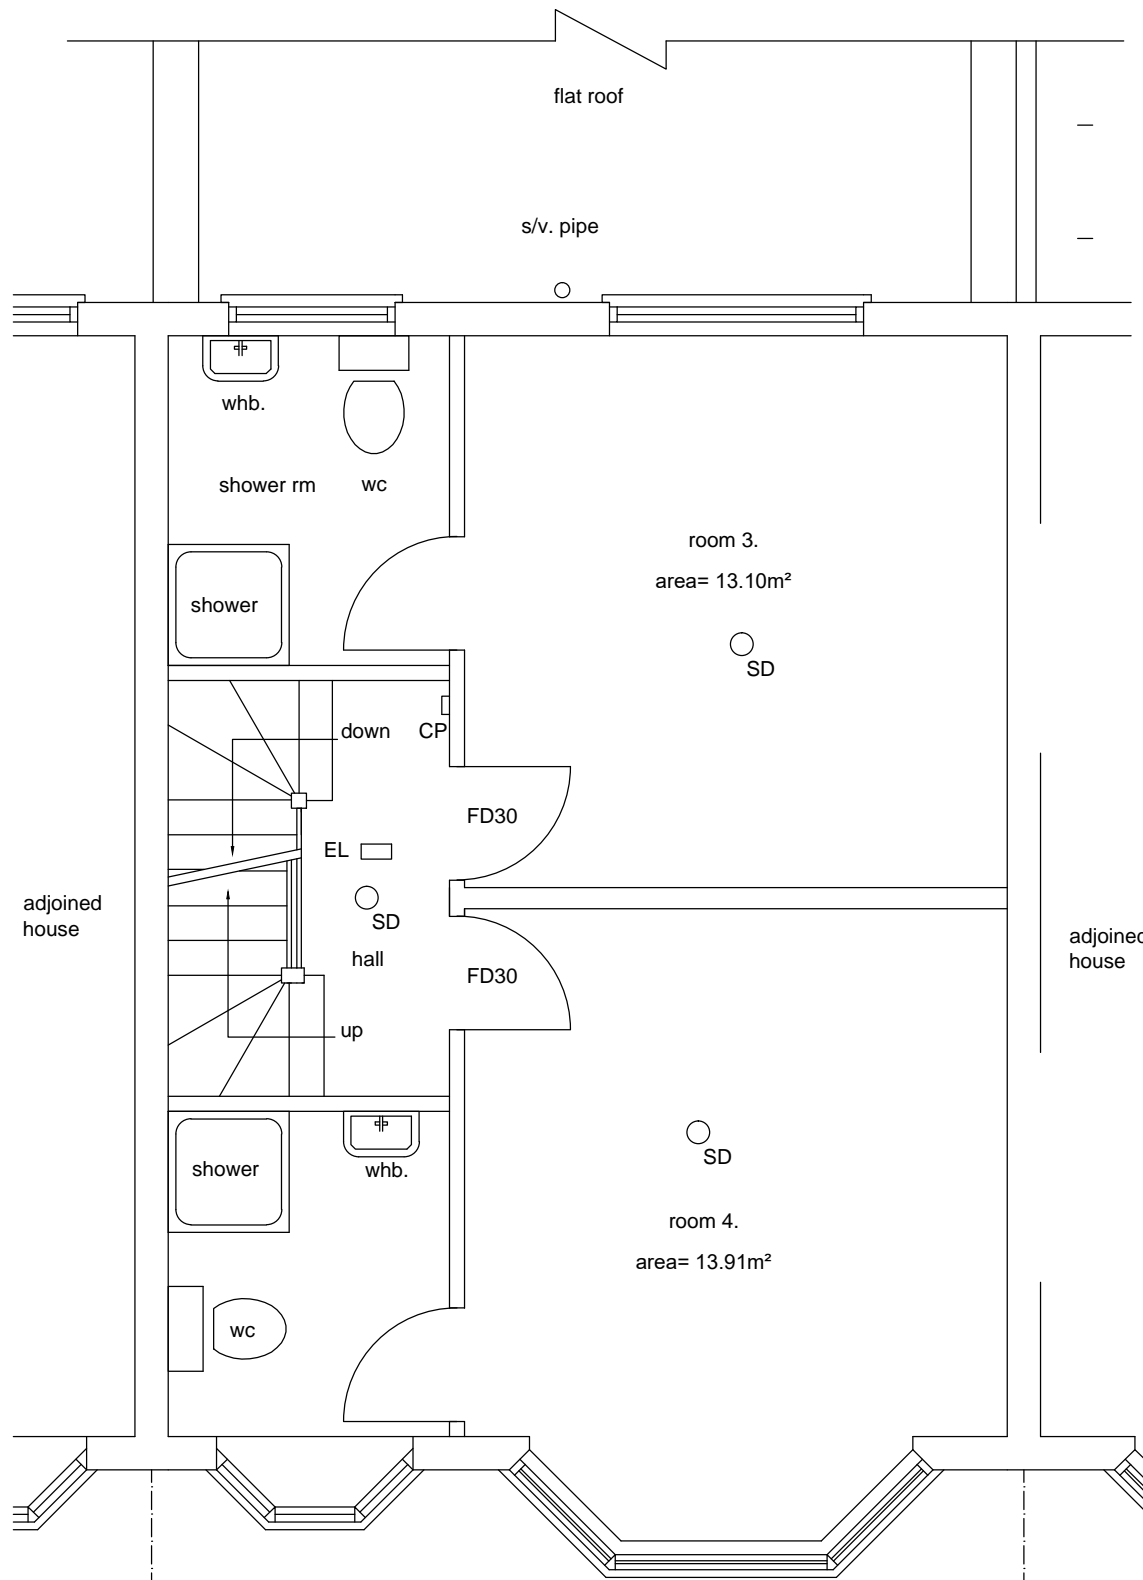 flat roof
s/v. pipe
whb.
shower rm
wc
room 3.
area= 13.10m²
shower
SD
down
CP
FD30
EL
SD
hall
adjoined
house
FD30
adjoined
house
up
SD
shower
whb.
room 4.
area= 13.91m²
wc